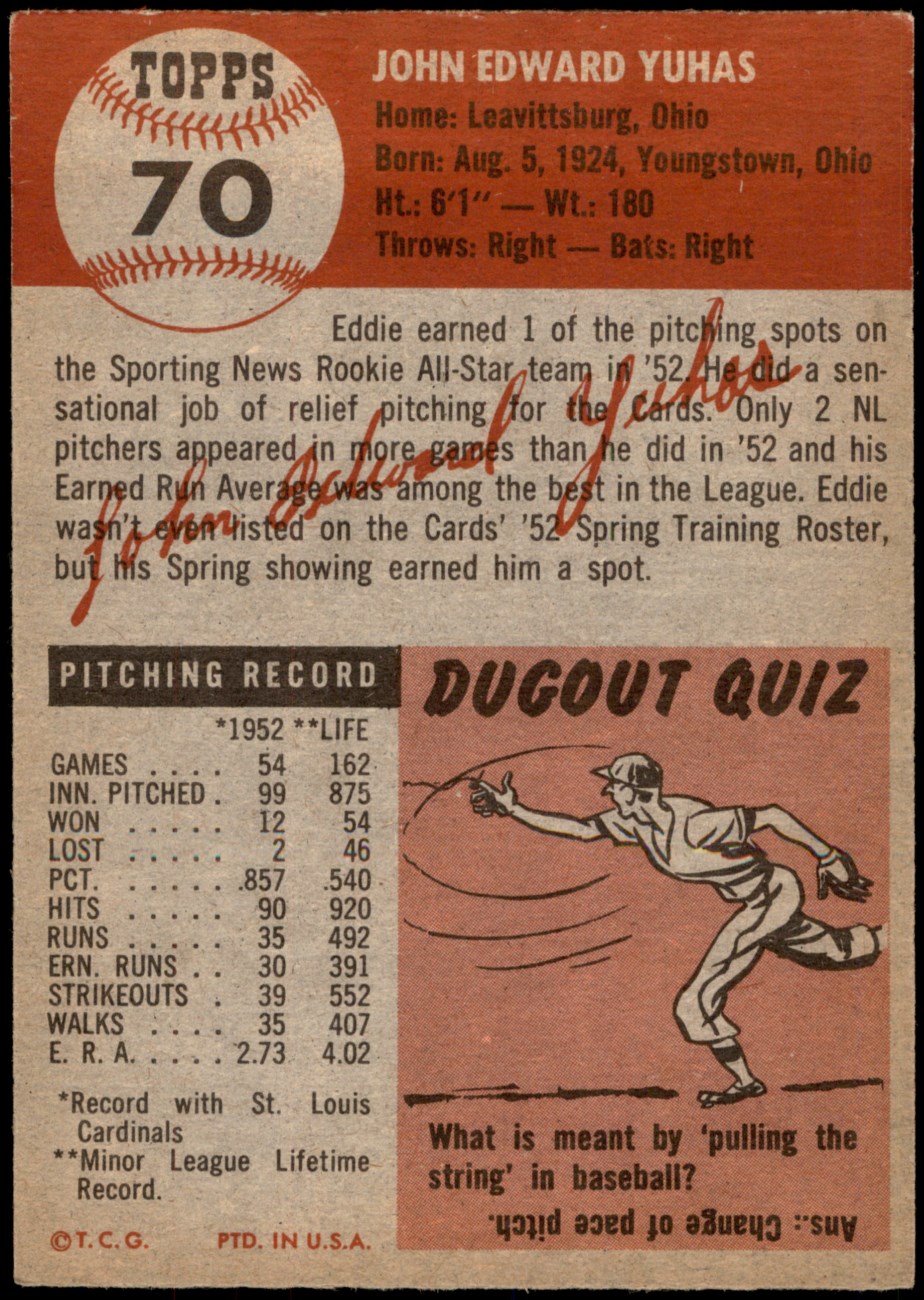 TOPPS
70
JOHN EDWARD YUHAS
Home: Leavittsburg, Ohio
Born: Aug. 5, 1924, Youngstown, Ohio
Ht.: 6'1" — Wt.: 180
Throws: Right — Bats: Right
Eddie earned 1 of the pitching spots on
the Sporting News Rookie All-Star team in '52. He did a sen-
sational job of relief pitching for the Cards. Only 2 NL
pitchers appeared in more games than he did in '52 and his
Earned Run Average was among the best in the League. Eddie
wasn't even listed on the Cards' '52 Spring Training Roster,
but his Spring showing earned him a spot.
John Edward Yuhas
PITCHING RECORD
*1952 **LIFE
GAMES . . . . 54 162
INN. PITCHED . 99 875
WON . . . . . 12 54
LOST . . . . . 2 46
PCT. . . . . . .857 .540
HITS . . . . . 90 920
RUNS . . . . . 35 492
ERN. RUNS . . 30 391
STRIKEOUTS . 39 552
WALKS . . . . 35 407
E. R. A. . . . . 2.73 4.02
*Record with St. Louis
Cardinals
**Minor League Lifetime
Record.
©T.C.G. PTD. IN U.S.A.
DUGOUT QUIZ
What is meant by 'pulling the
string' in baseball?
Ans.: Change of pace pitch.